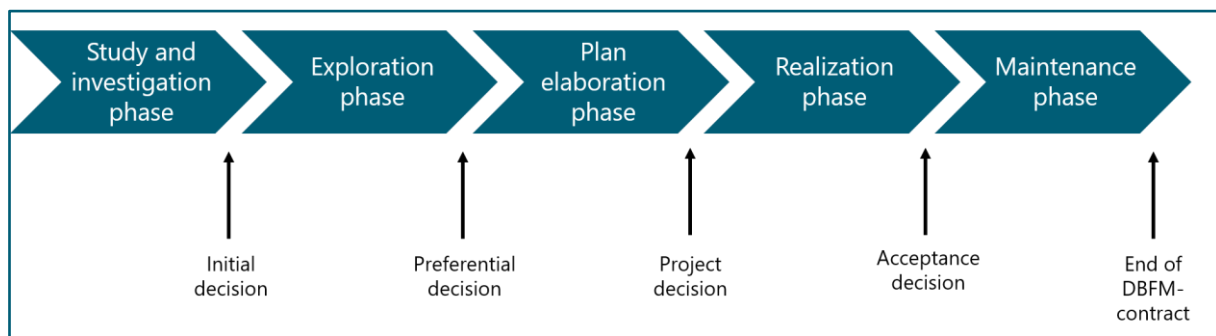 Study and
investigation
phase
Exploration
phase
Plan
elaboration
phase
Realization
phase
Maintenance
phase
Initial
decision
Preferential
decision
Project
decision
Acceptance
decision
End of
DBFM-
contract